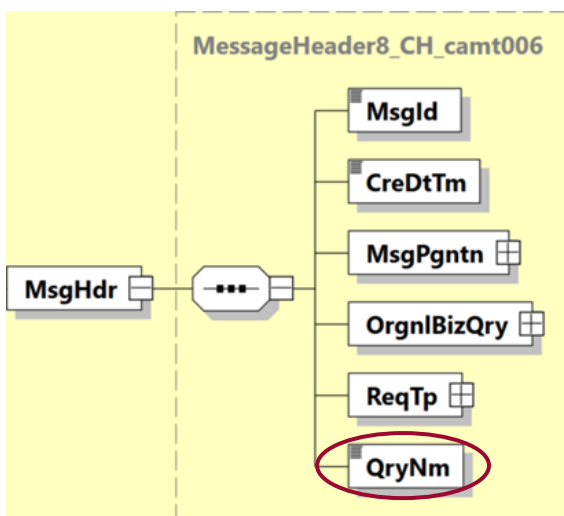 MessageHeader8_CH_camt006
MsgId
CreDtTm
MsgPgntn
MsgHdr
OrgnlBizQry
ReqTp
QryNm